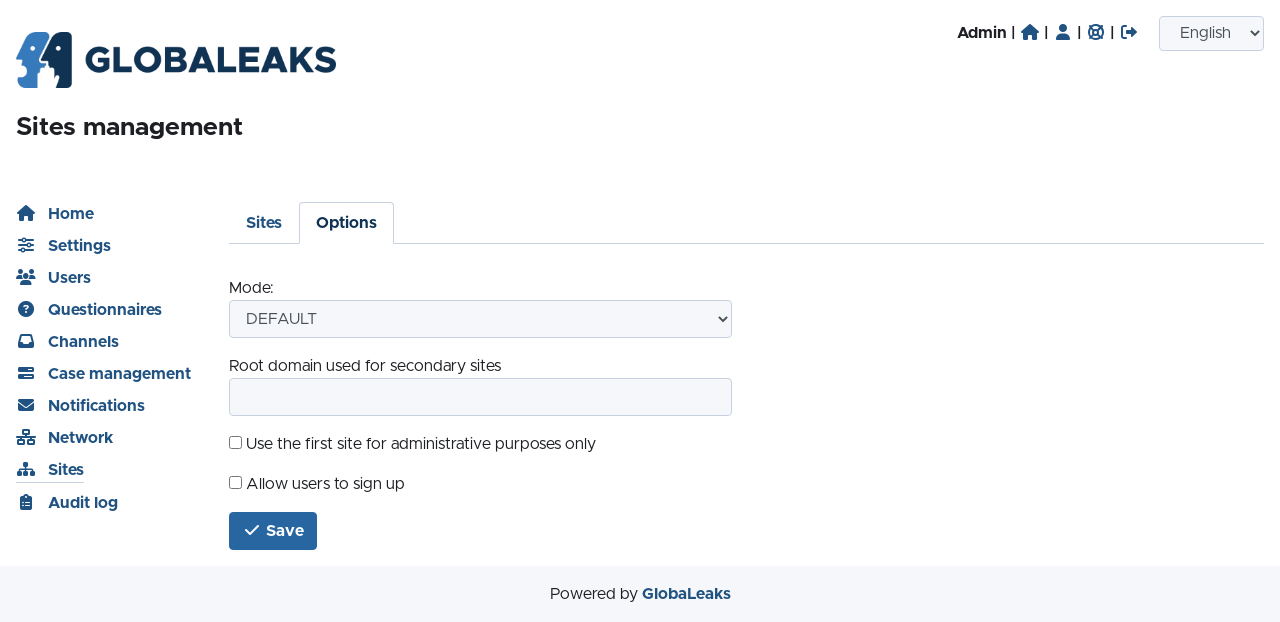 Admin | | | |
English
GLOBALEAKS
Sites management
Home
Settings
Users
Questionnaires
Channels
Case management
Notifications
Network
Sites
Audit log
Sites
Options
Mode:
DEFAULT
Root domain used for secondary sites
Use the first site for administrative purposes only
Allow users to sign up
Save
Powered by GlobaLeaks